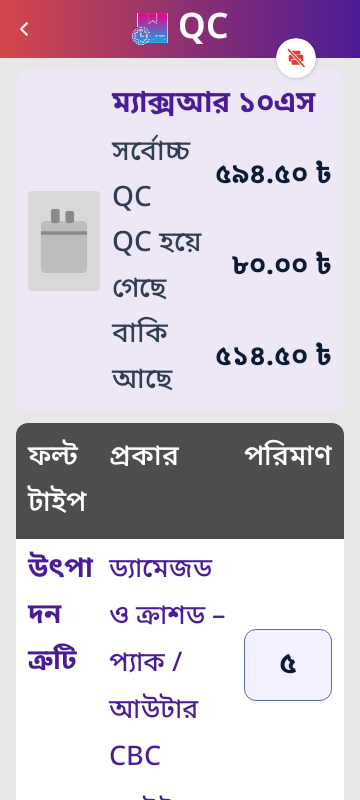 QC
ম্যাক্সআর ১০এস
সর্বোচ্চ QC ৫৯৪.৫০ ৳
QC হয়ে গেছে ৮০.০০ ৳
বাকি আছে ৫১৪.৫০ ৳
ফল্ট টাইপ প্রকার পরিমাণ
উৎপাদন ত্রুটি
ড্যামেজড
ও ক্রাশড –
প্যাক /
আউটার
CBC
৫